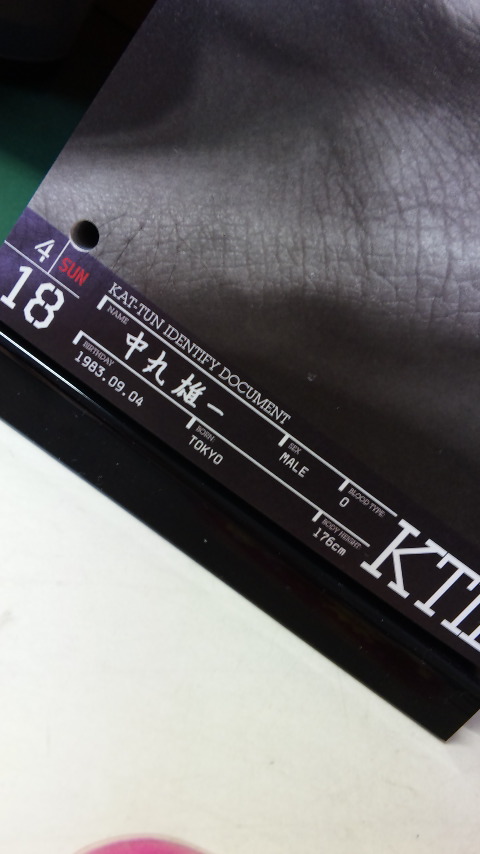 4 SUN
18
KAT-TUN IDENTIFY DOCUMENT
NAME
中丸雄一
SEX
MALE
BLOOD TYPE
O
BIRTHDAY
1983.09.04
BORN
TOKYO
BODY HEIGHT
176cm